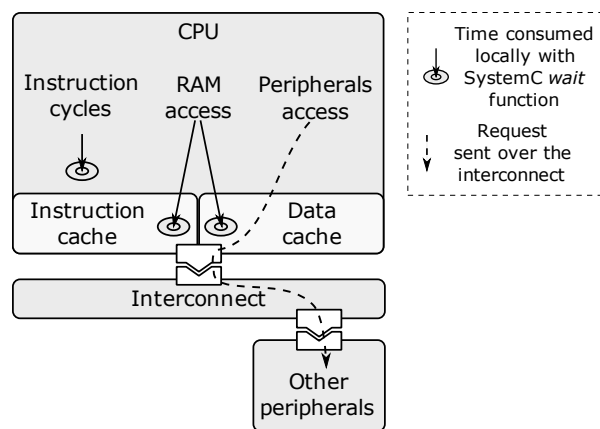 CPU
Instruction
cycles
RAM
access
Peripherals
access
Instruction
cache
Data
cache
Interconnect
Other
peripherals
Time consumed
locally with
SystemC wait
function
Request
sent over the
interconnect